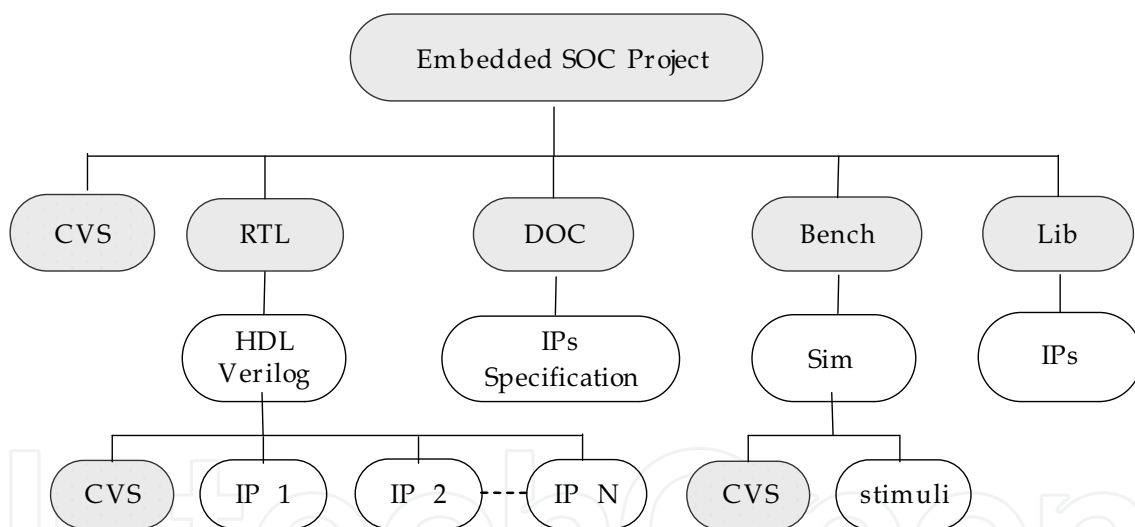 Embedded SOC Project
CVS
RTL
DOC
Bench
Lib
HDL
Verilog
IPs
Specification
Sim
IPs
CVS
IP 1
IP 2
IP N
CVS
stimuli